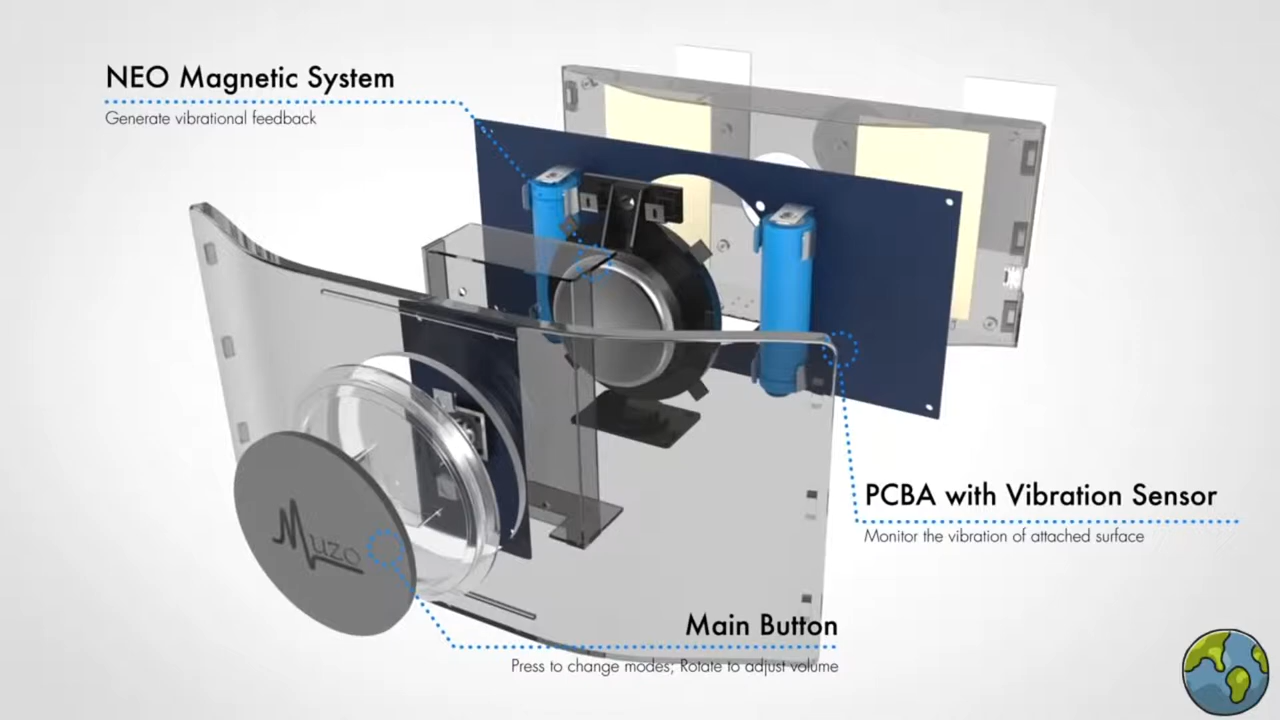 NEO Magnetic System
Generate vibrational feedback
PCBA with Vibration Sensor
Monitor the vibration of attached surface
Muzo
Main Button
Press to change modes; Rotate to adjust volume